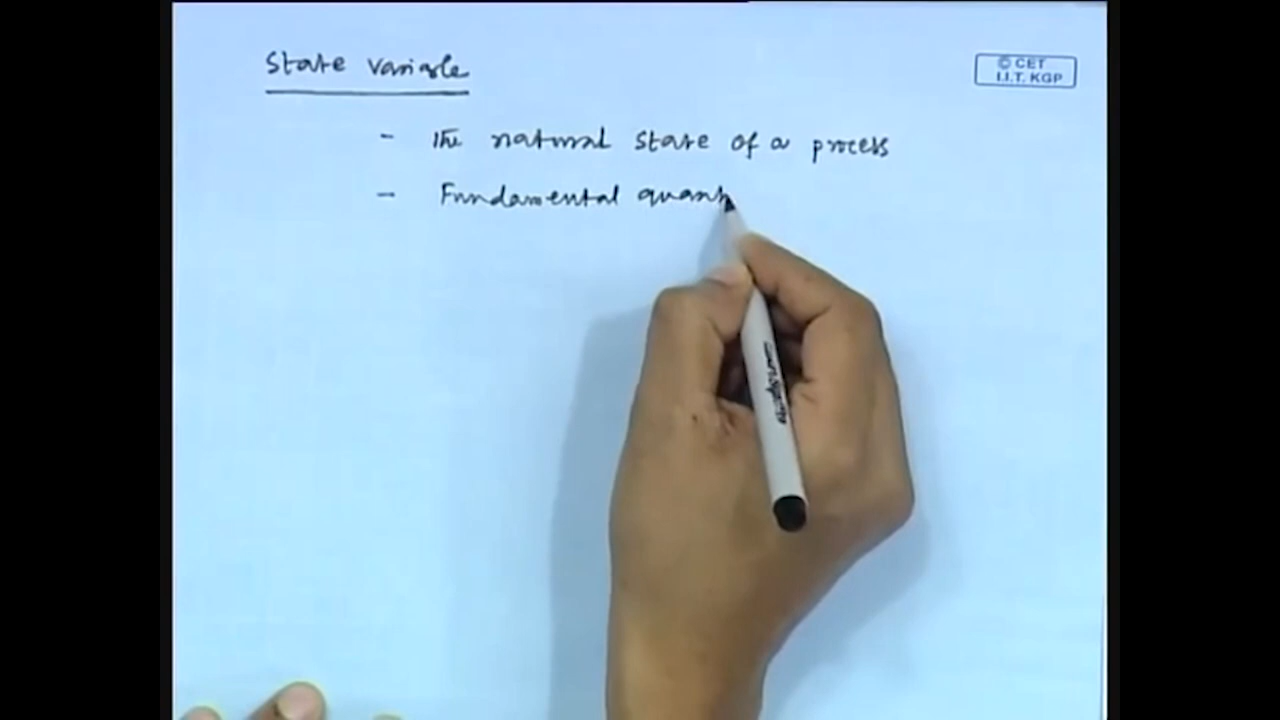 State variable
© CET
I.I.T. KGP
- The natural state of a process
- Fundamental quant